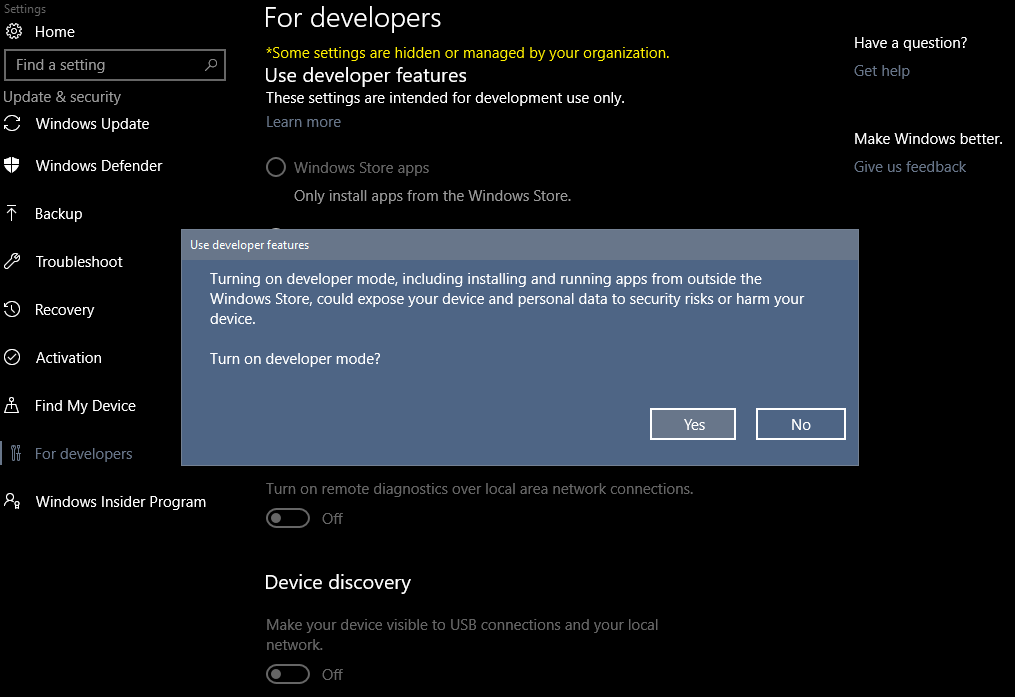 Settings
Home
Find a setting
Update & security
Windows Update
Windows Defender
Backup
Troubleshoot
Recovery
Activation
Find My Device
For developers
Windows Insider Program
For developers
*Some settings are hidden or managed by your organization.
Use developer features
These settings are intended for development use only.
Learn more
Windows Store apps
Only install apps from the Windows Store.
Use developer features
Turning on developer mode, including installing and running apps from outside the
Windows Store, could expose your device and personal data to security risks or harm your
device.
Turn on developer mode?
Yes
No
Turn on remote diagnostics over local area network connections.
Off
Device discovery
Make your device visible to USB connections and your local
network.
Off
Have a question?
Get help
Make Windows better.
Give us feedback